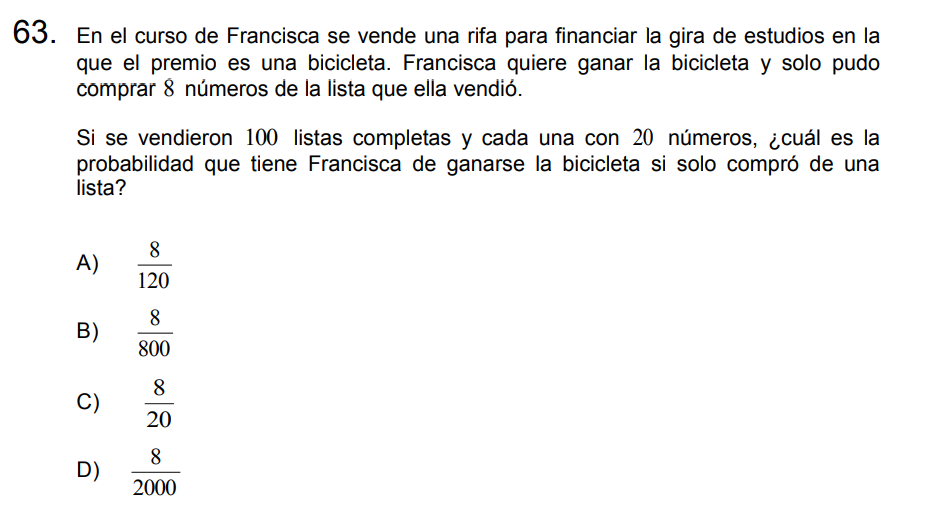 63. En el curso de Francisca se vende una rifa para financiar la gira de estudios en la
que el premio es una bicicleta. Francisca quiere ganar la bicicleta y solo pudo
comprar 8 números de la lista que ella vendió.
Si se vendieron 100 listas completas y cada una con 20 números, ¿cuál es la
probabilidad que tiene Francisca de ganarse la bicicleta si solo compró de una
lista?
A) 8/120
B) 8/800
C) 8/20
D) 8/2000